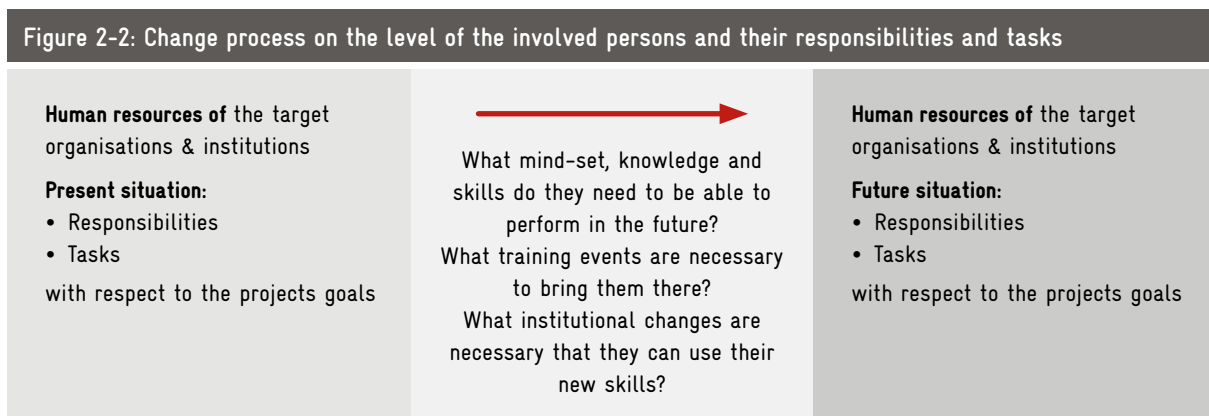 Figure 2-2: Change process on the level of the involved persons and their responsibilities and tasks
Human resources of the target
organisations & institutions
Present situation:
• Responsibilities
• Tasks
with respect to the projects goals
What mind-set, knowledge and
skills do they need to be able to
perform in the future?
What training events are necessary
to bring them there?
What institutional changes are
necessary that they can use their
new skills?
Human resources of the target
organisations & institutions
Future situation:
• Responsibilities
• Tasks
with respect to the projects goals